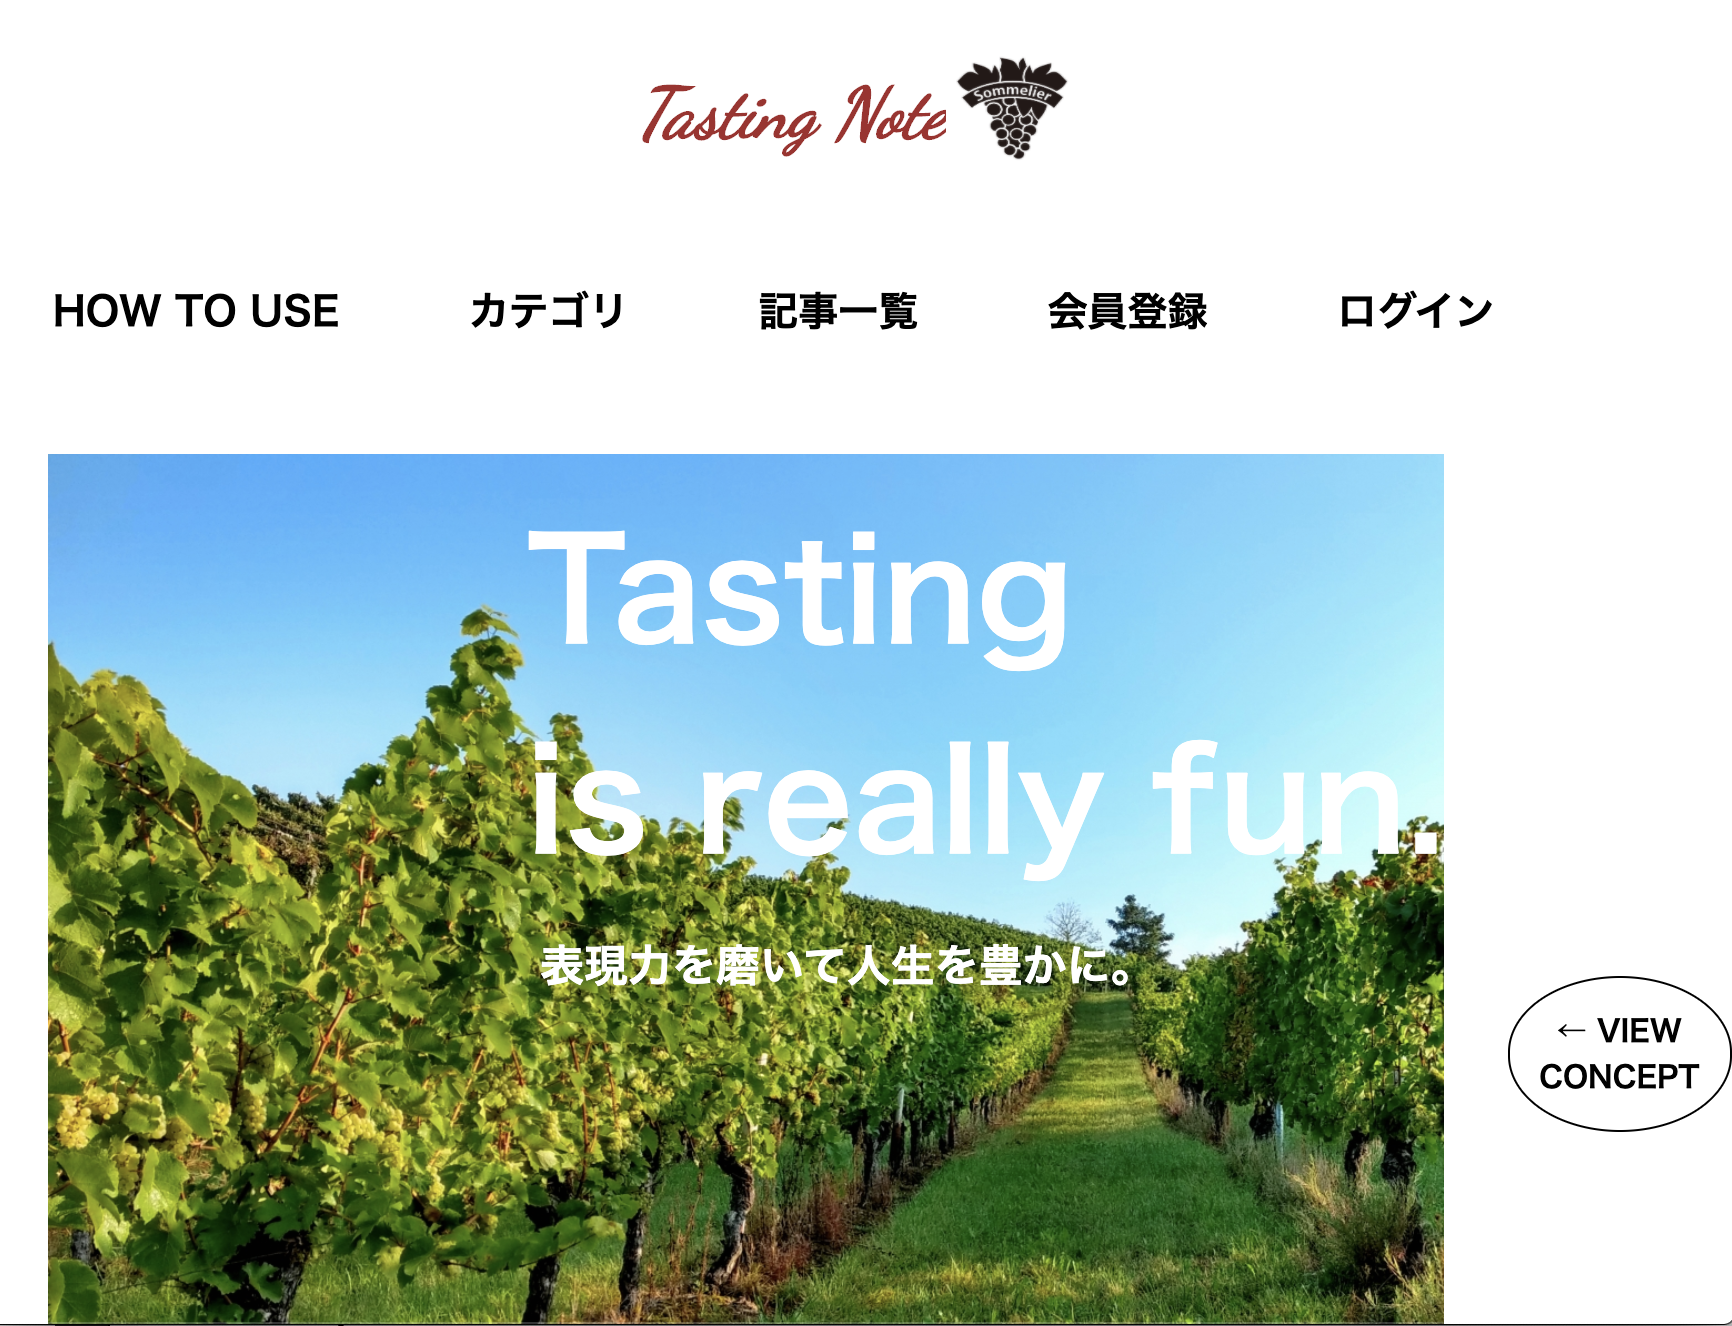 Tasting Note
Sommelier
HOW TO USE カテゴリ 記事一覧 会員登録 ログイン
Tasting
is really fun.
表現力を磨いて人生を豊かに。
← VIEW
CONCEPT